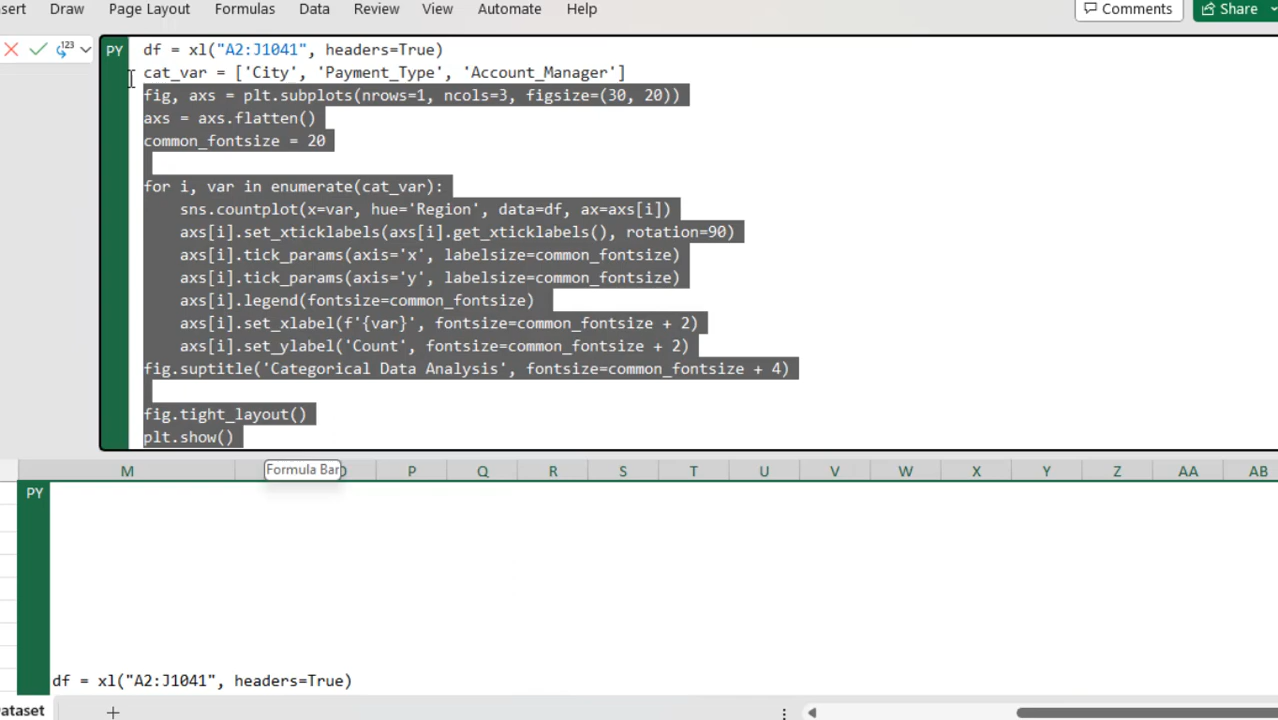 sert Draw Page Layout Formulas Data Review View Automate Help Comments Share
123 PY df = xl("A2:J1041", headers=True)
cat_var = ['City', 'Payment_Type', 'Account_Manager']
fig, axs = plt.subplots(nrows=1, ncols=3, figsize=(30, 20))
axs = axs.flatten()
common_fontsize = 20
for i, var in enumerate(cat_var):
    sns.countplot(x=var, hue='Region', data=df, ax=axs[i])
    axs[i].set_xticklabels(axs[i].get_xticklabels(), rotation=90)
    axs[i].tick_params(axis='x', labelsize=common_fontsize)
    axs[i].tick_params(axis='y', labelsize=common_fontsize)
    axs[i].legend(fontsize=common_fontsize)
    axs[i].set_xlabel(f'{var}', fontsize=common_fontsize + 2)
    axs[i].set_ylabel('Count', fontsize=common_fontsize + 2)
fig.suptitle('Categorical Data Analysis', fontsize=common_fontsize + 4)
fig.tight_layout()
plt.show()
M Formula Bar P Q R S T U V W X Y Z AA AB
PY
df = xl("A2:J1041", headers=True)
ataset +